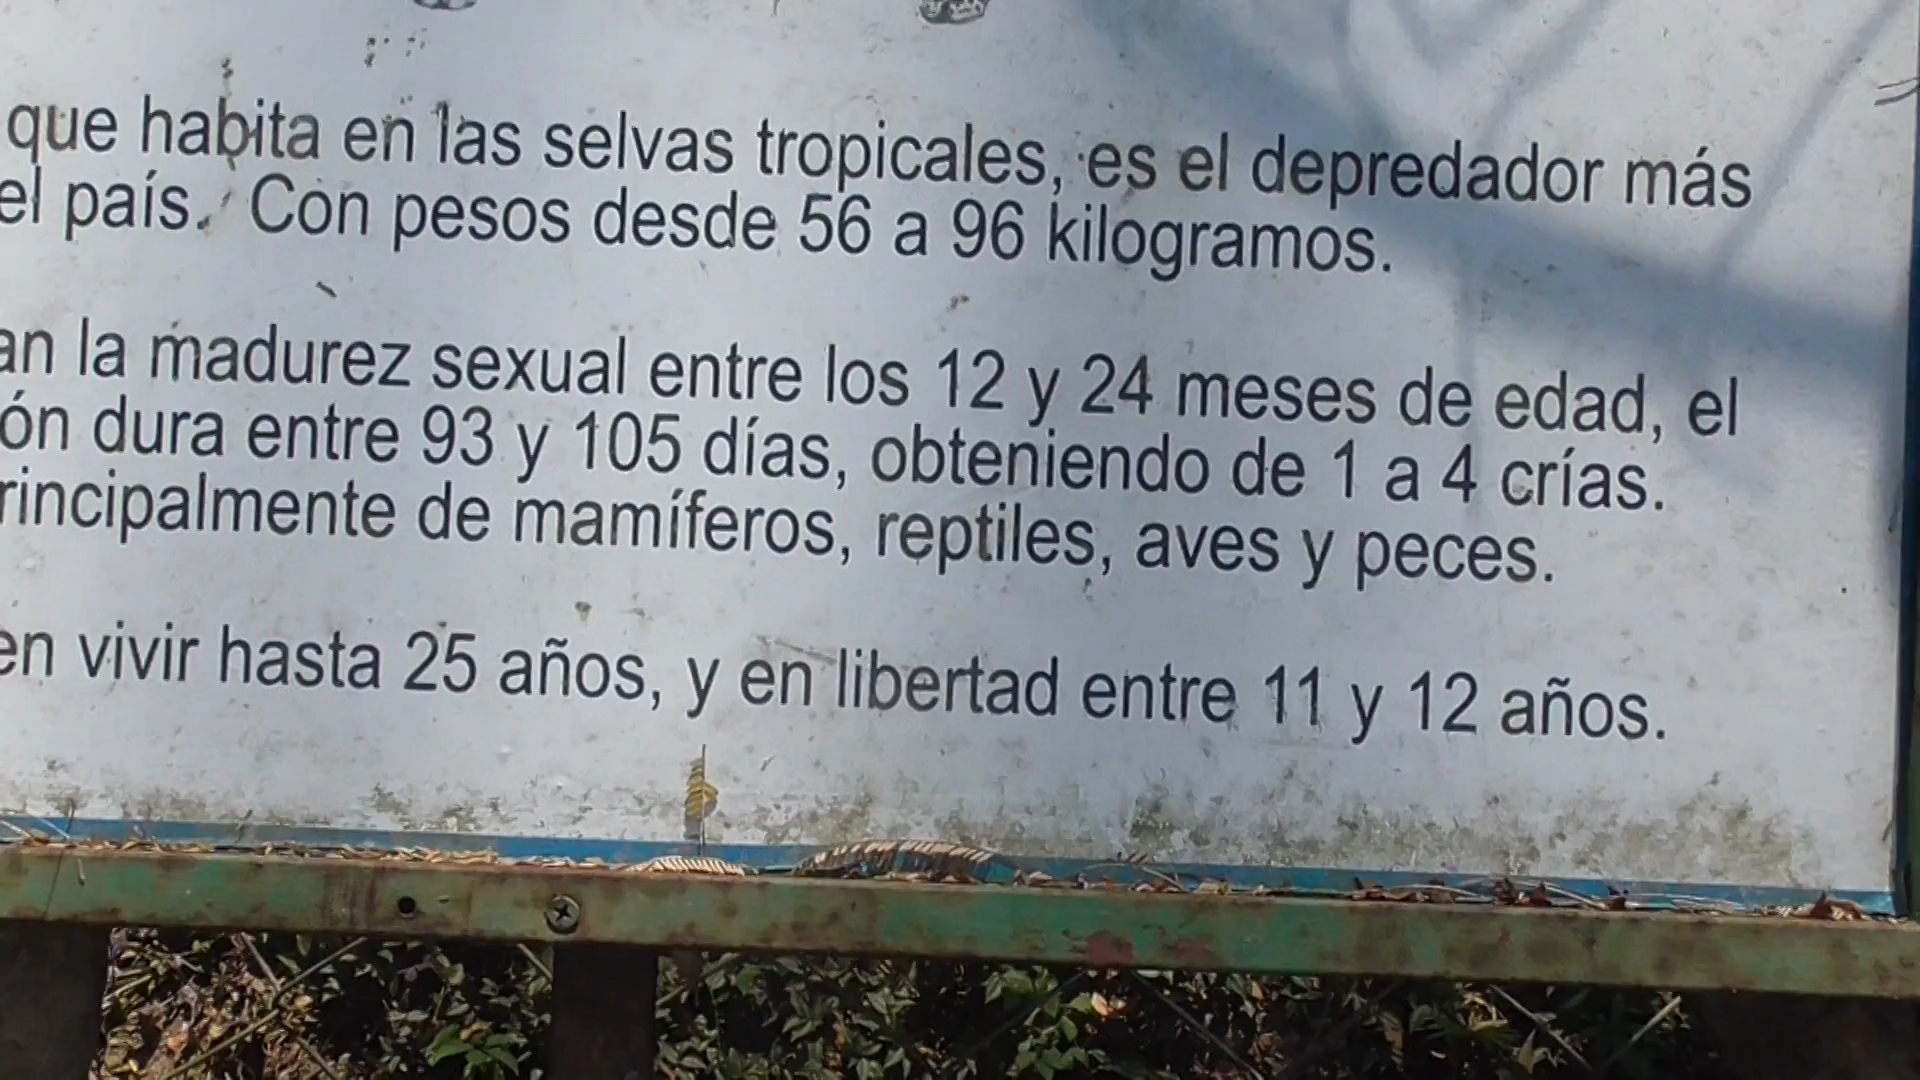 que habita en las selvas tropicales, es el depredador más
el país. Con pesos desde 56 a 96 kilogramos.
an la madurez sexual entre los 12 y 24 meses de edad, el
ón dura entre 93 y 105 días, obteniendo de 1 a 4 crías.
rincipalmente de mamíferos, reptiles, aves y peces.
en vivir hasta 25 años, y en libertad entre 11 y 12 años.